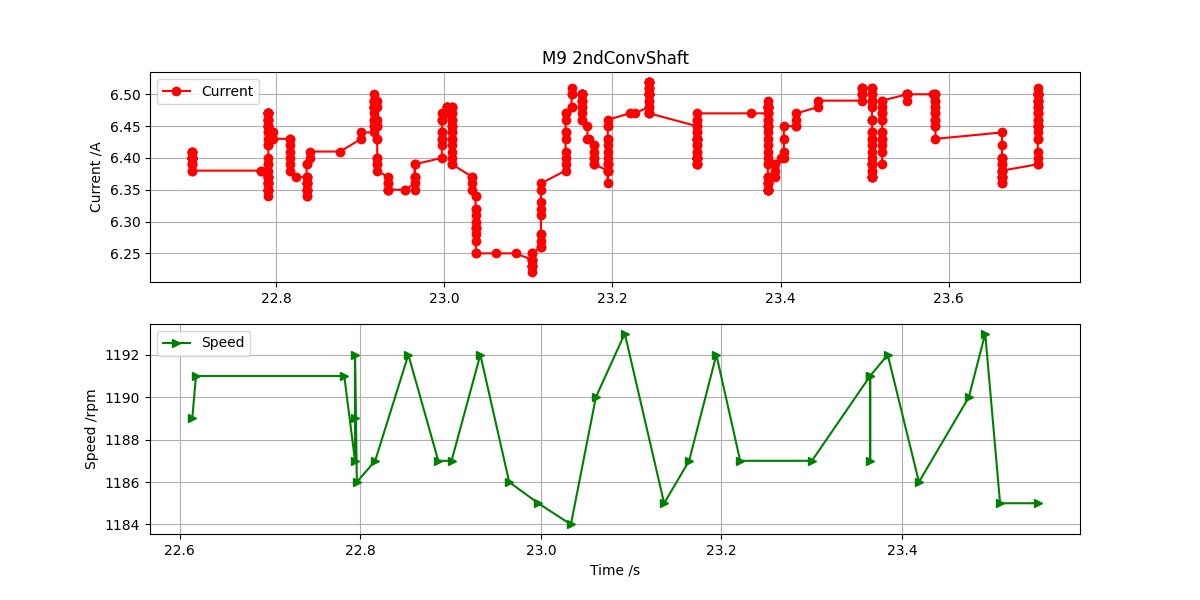 M9 2ndConvShaft
Current
Current /A
6.50
6.45
6.40
6.35
6.30
6.25
22.8 23.0 23.2 23.4 23.6
Speed
Speed /rpm
1192
1190
1188
1186
1184
22.6 22.8 23.0 23.2 23.4
Time /s